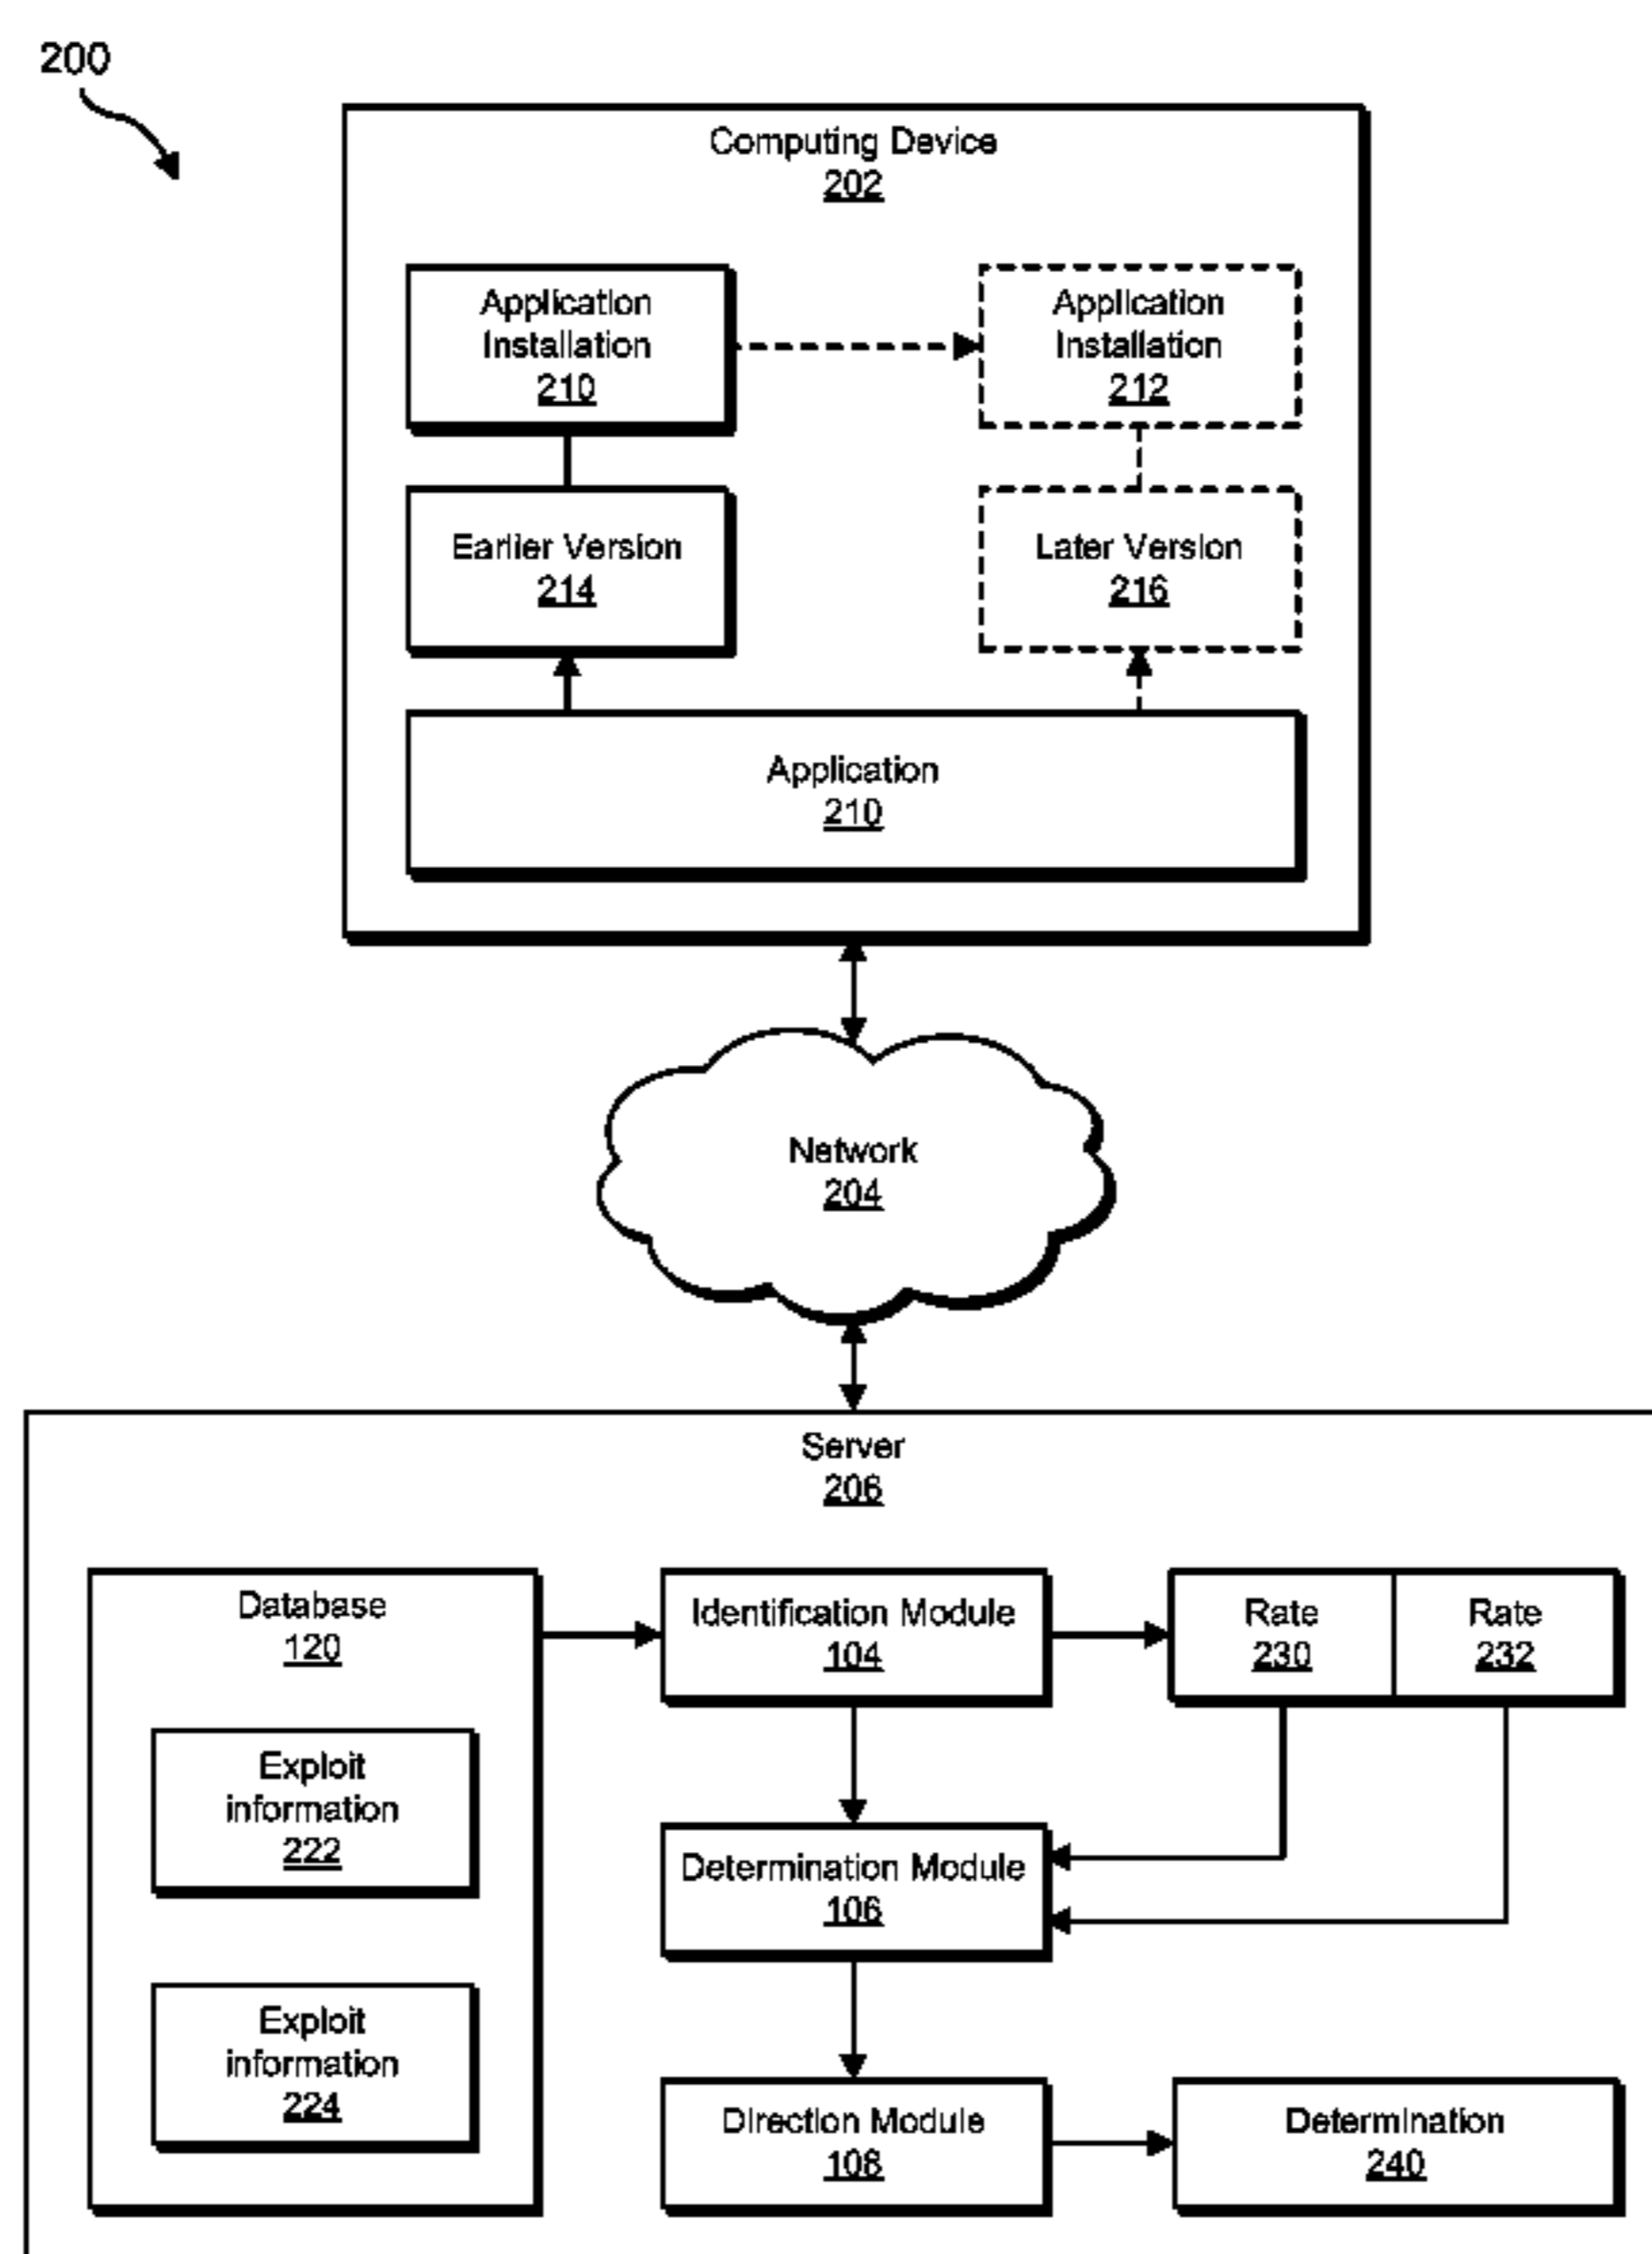 200
Computing Device
202
Application
Installation
210
Application
Installation
212
Earlier Version
214
Later Version
216
Application
210
Network
204
Server
206
Database
120
Identification Module
104
Rate
230
Rate
232
Exploit
information
222
Determination Module
106
Exploit
information
224
Direction Module
108
Determination
240